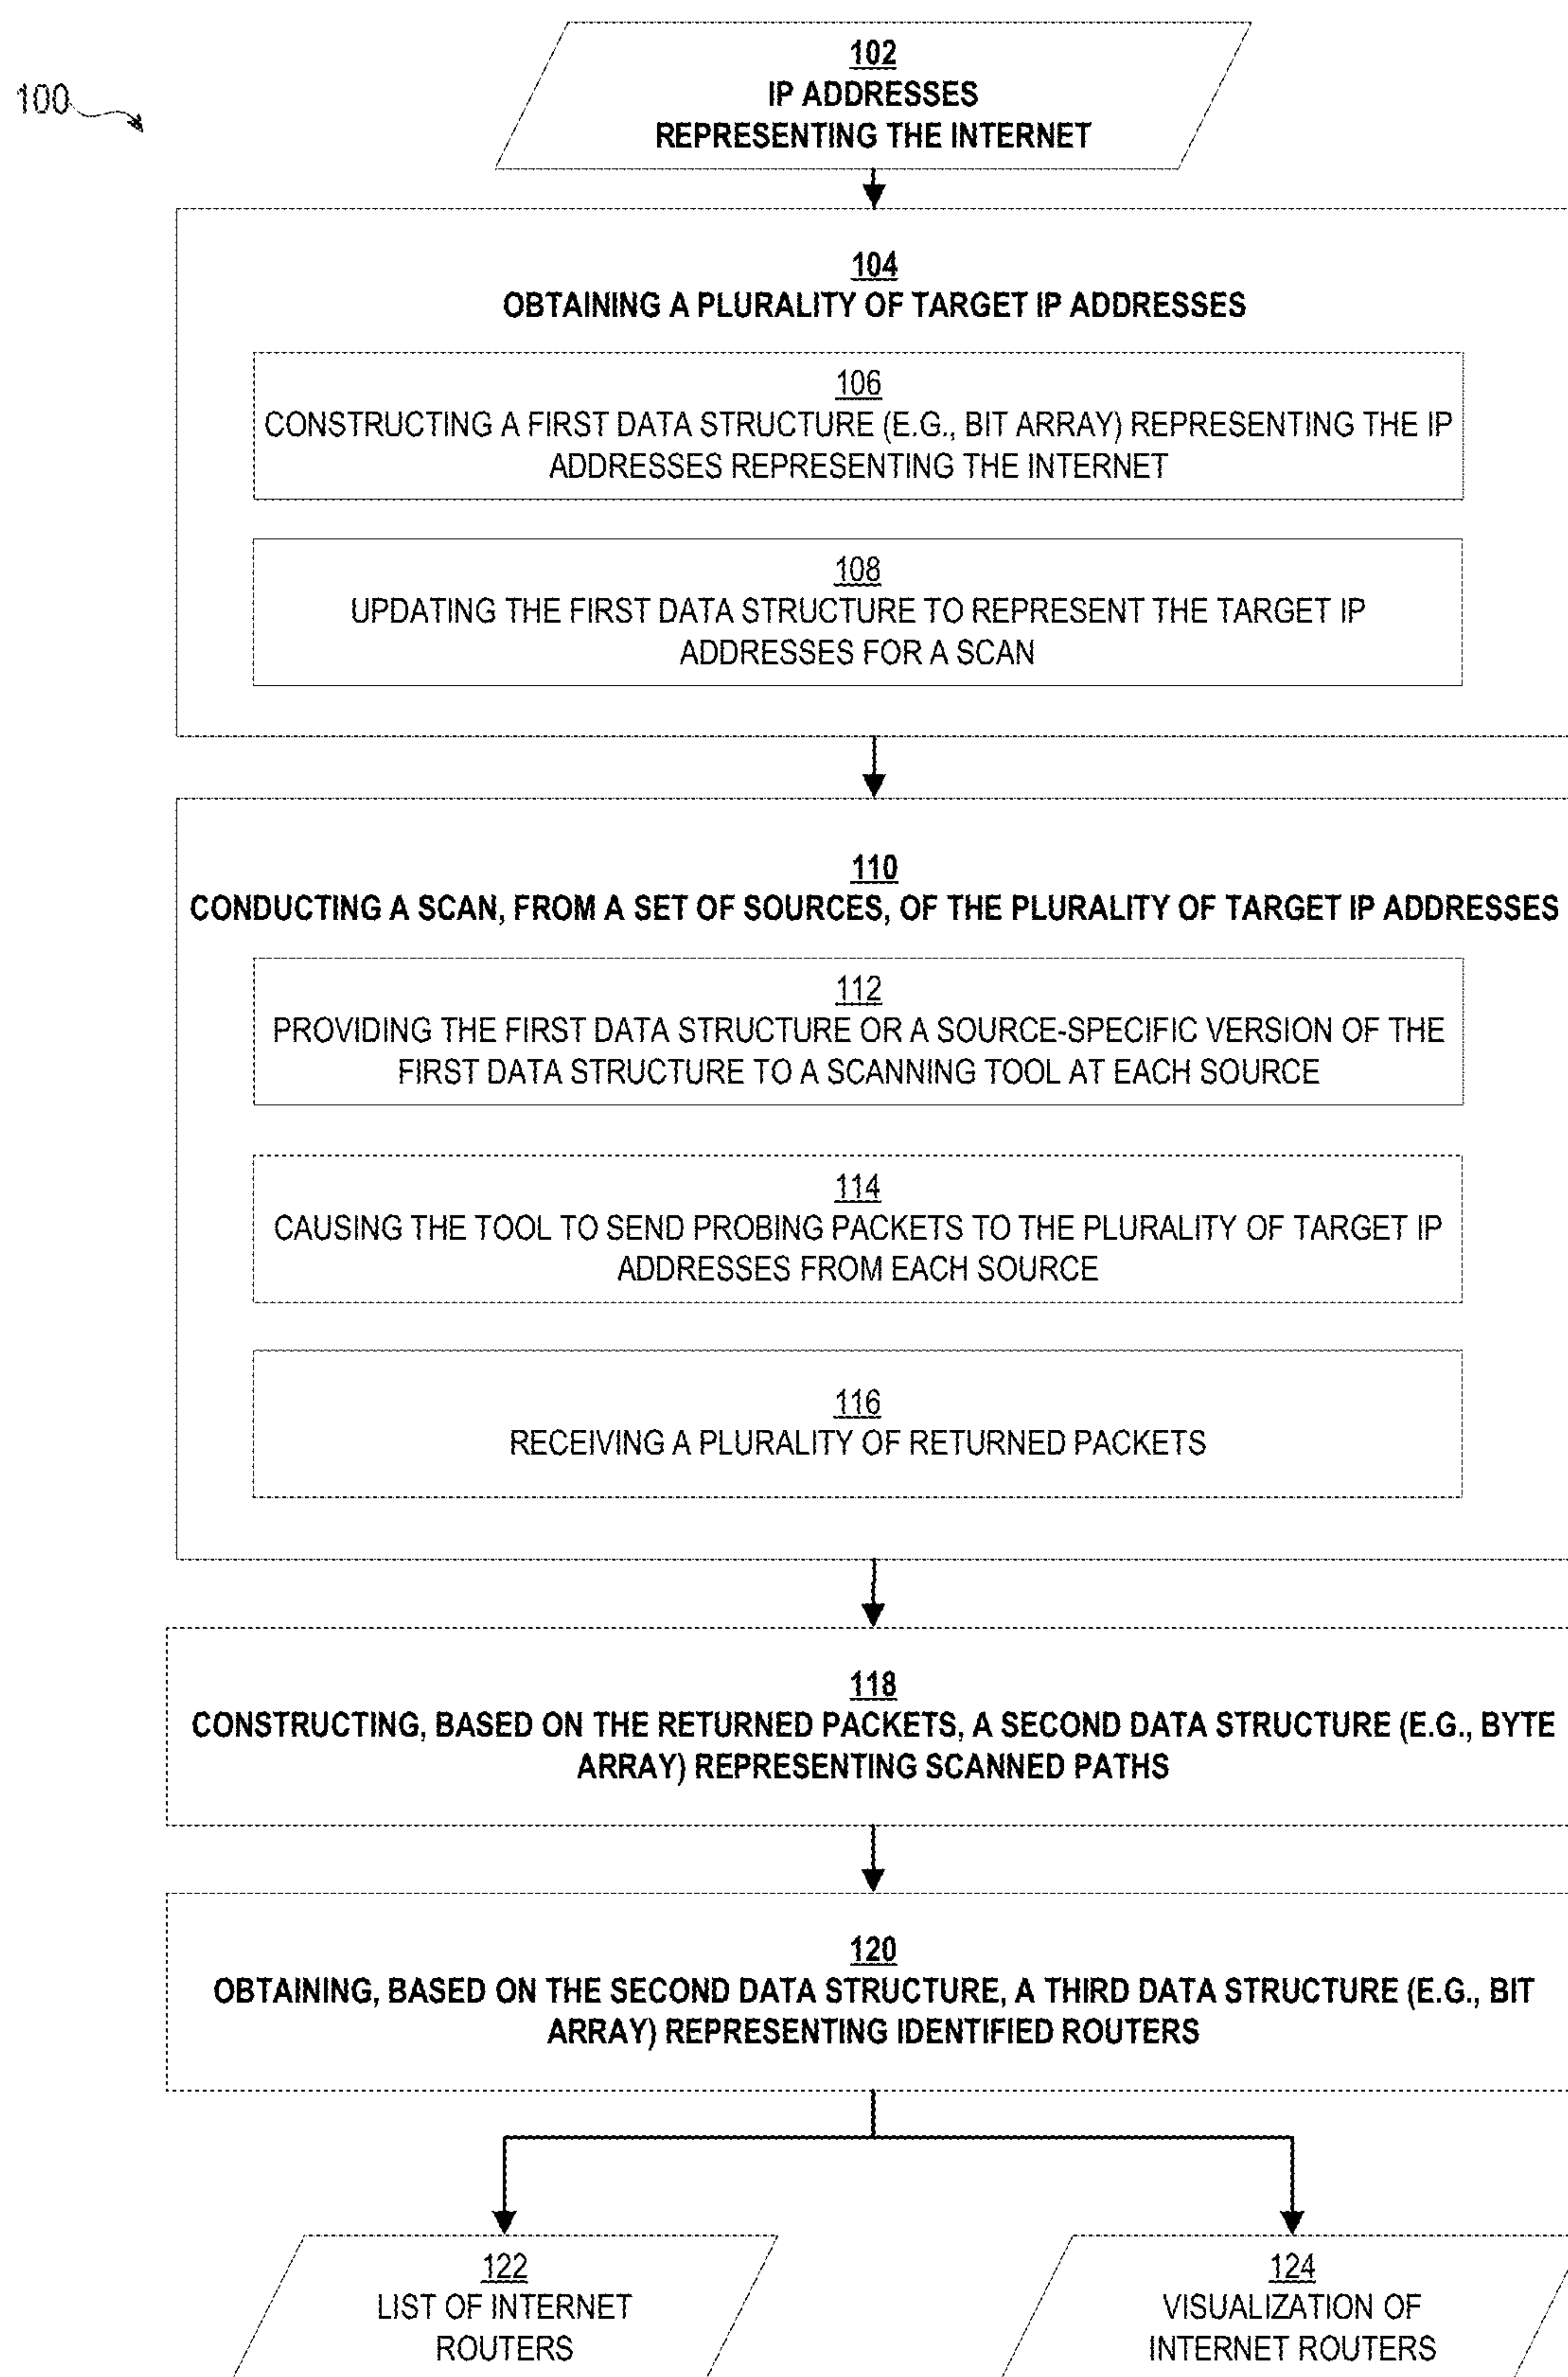 100
102
IP ADDRESSES
REPRESENTING THE INTERNET
104
OBTAINING A PLURALITY OF TARGET IP ADDRESSES
106
CONSTRUCTING A FIRST DATA STRUCTURE (E.G., BIT ARRAY) REPRESENTING THE IP
ADDRESSES REPRESENTING THE INTERNET
108
UPDATING THE FIRST DATA STRUCTURE TO REPRESENT THE TARGET IP
ADDRESSES FOR A SCAN
110
CONDUCTING A SCAN, FROM A SET OF SOURCES, OF THE PLURALITY OF TARGET IP ADDRESSES
112
PROVIDING THE FIRST DATA STRUCTURE OR A SOURCE-SPECIFIC VERSION OF THE
FIRST DATA STRUCTURE TO A SCANNING TOOL AT EACH SOURCE
114
CAUSING THE TOOL TO SEND PROBING PACKETS TO THE PLURALITY OF TARGET IP
ADDRESSES FROM EACH SOURCE
116
RECEIVING A PLURALITY OF RETURNED PACKETS
118
CONSTRUCTING, BASED ON THE RETURNED PACKETS, A SECOND DATA STRUCTURE (E.G., BYTE
ARRAY) REPRESENTING SCANNED PATHS
120
OBTAINING, BASED ON THE SECOND DATA STRUCTURE, A THIRD DATA STRUCTURE (E.G., BIT
ARRAY) REPRESENTING IDENTIFIED ROUTERS
122
LIST OF INTERNET
ROUTERS
124
VISUALIZATION OF
INTERNET ROUTERS